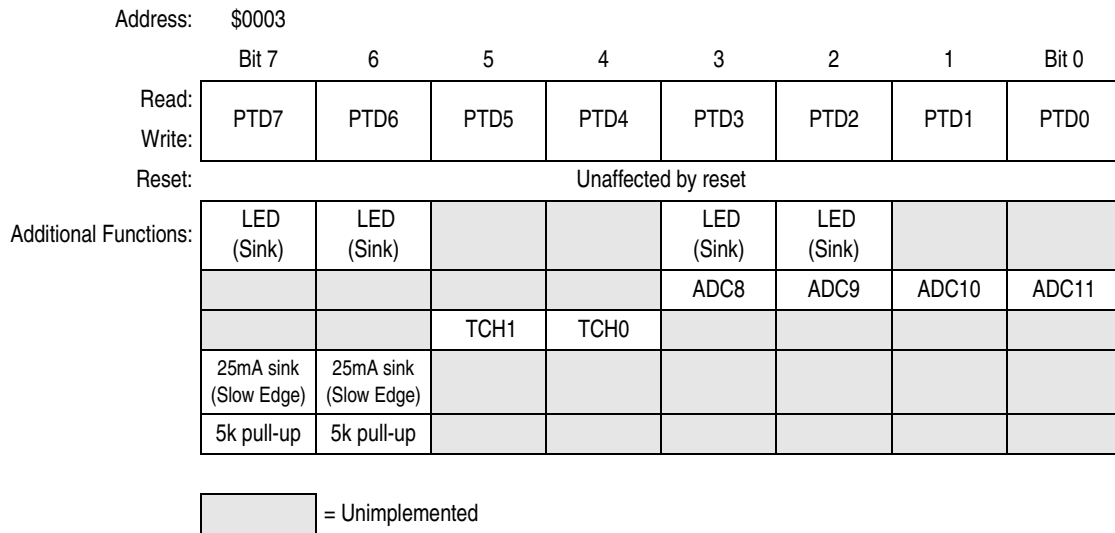 Address: $0003
Bit 7 6 5 4 3 2 1 Bit 0
Read:
Write:
PTD7 PTD6 PTD5 PTD4 PTD3 PTD2 PTD1 PTD0
Reset: Unaffected by reset
Additional Functions:
LED LED LED LED
(Sink) (Sink) (Sink) (Sink)
ADC8 ADC9 ADC10 ADC11
TCH1 TCH0
25mA sink 25mA sink
(Slow Edge) (Slow Edge)
5k pull-up 5k pull-up
= Unimplemented